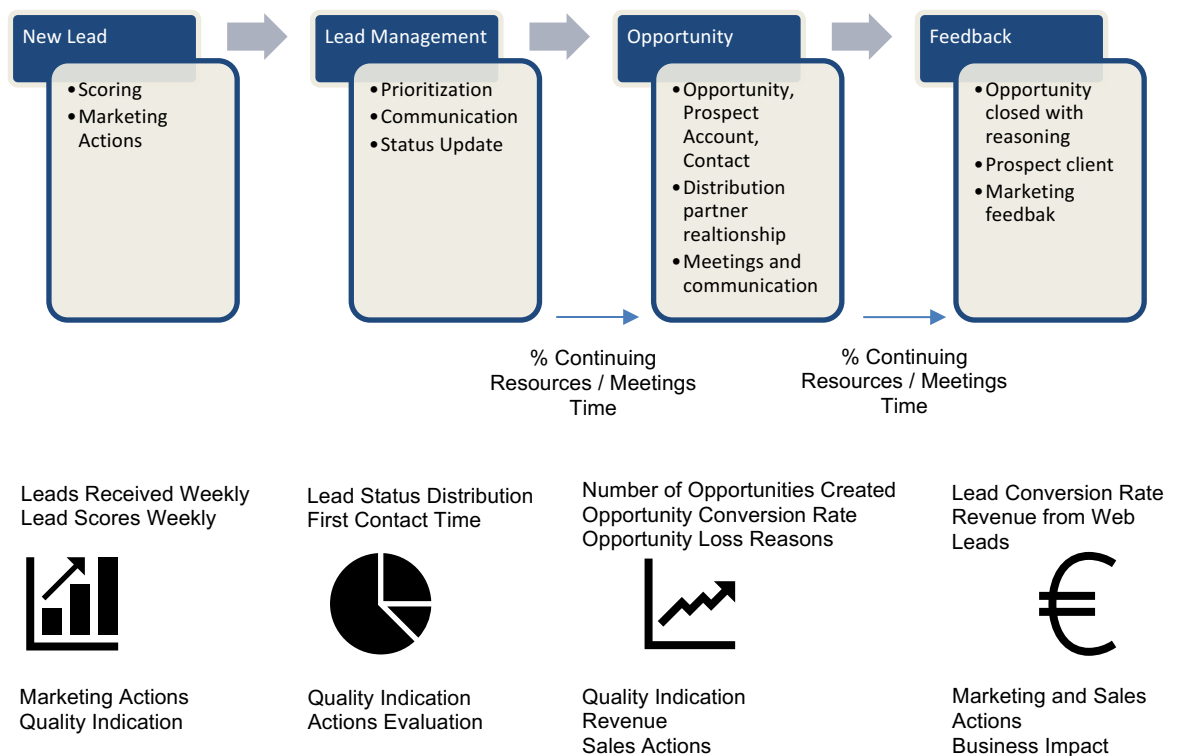 New Lead
• Scoring
• Marketing
Actions
Lead Management
• Prioritization
• Communication
• Status Update
Opportunity
• Opportunity,
Prospect
Account,
Contact
• Distribution
partner
realtionship
• Meetings and
communication
Feedback
• Opportunity
closed with
reasoning
• Prospect client
• Marketing
feedbak
% Continuing
Resources / Meetings
Time
% Continuing
Resources / Meetings
Time
Leads Received Weekly
Lead Scores Weekly
Lead Status Distribution
First Contact Time
Number of Opportunities Created
Opportunity Conversion Rate
Opportunity Loss Reasons
Lead Conversion Rate
Revenue from Web
Leads
€
Marketing Actions
Quality Indication
Quality Indication
Actions Evaluation
Quality Indication
Revenue
Sales Actions
Marketing and Sales
Actions
Business Impact